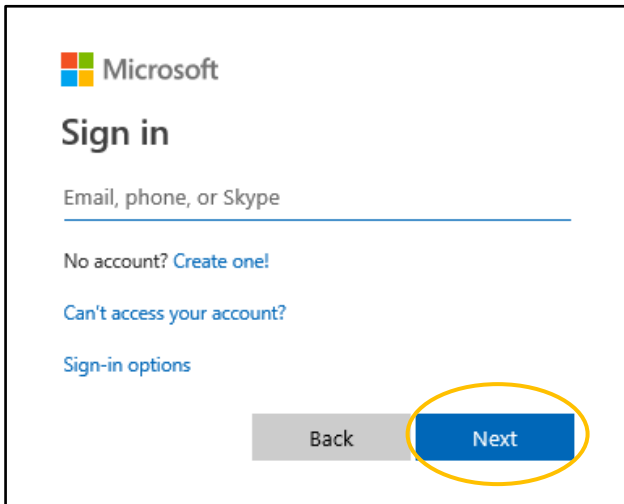 Microsoft
Sign in
Email, phone, or Skype
No account? Create one!
Can't access your account?
Sign-in options
Back Next